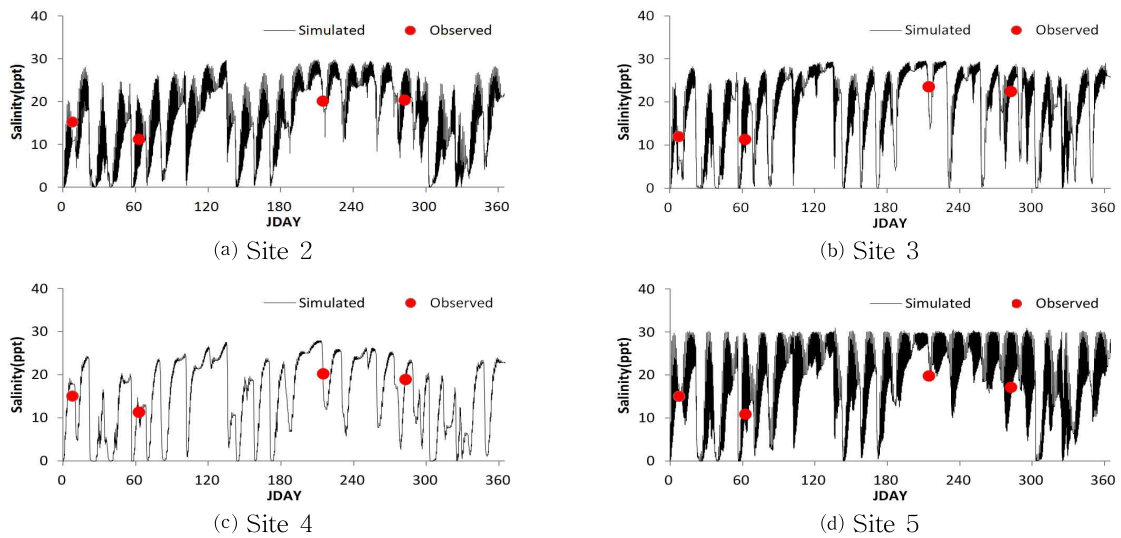 Simulated Observed
Salinity(ppt)
40
30
20
10
0
0 60 120 180 240 300 360
JDAY
(a) Site 2
Simulated Observed
Salinity(ppt)
40
30
20
10
0
0 60 120 180 240 300 360
JDAY
(b) Site 3
Simulated Observed
Salinity(ppt)
40
30
20
10
0
0 60 120 180 240 300 360
JDAY
(c) Site 4
Simulated Observed
Salinity(ppt)
40
30
20
10
0
0 60 120 180 240 300 360
JDAY
(d) Site 5